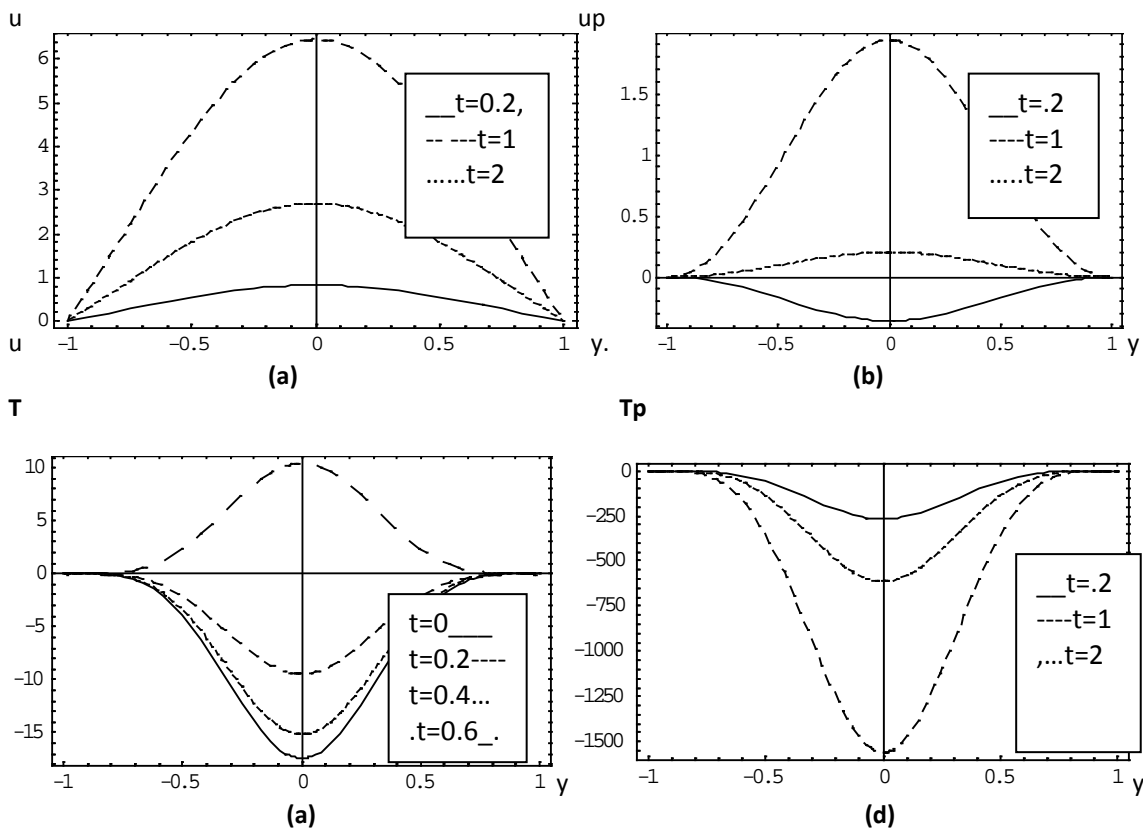 u
6
5
4
3
2
1
0
__t=0.2,
-- ---t=1
......t=2
u
-1 -0.5 0 0.5 1 y.
(a)
up
1.5
1
0.5
0
__t=.2
----t=1
.....t=2
-1 -0.5 0 0.5 1 y
(b)
T
10
5
0
-5
-10
-15
t=0___
t=0.2----
t=0.4...
.t=0.6_.
-1 -0.5 0 0.5 1 y
(a)
Tp
0
-250
-500
-750
-1000
-1250
-1500
__t=.2
----t=1
,...t=2
-1 -0.5 0 0.5 1 y
(d)